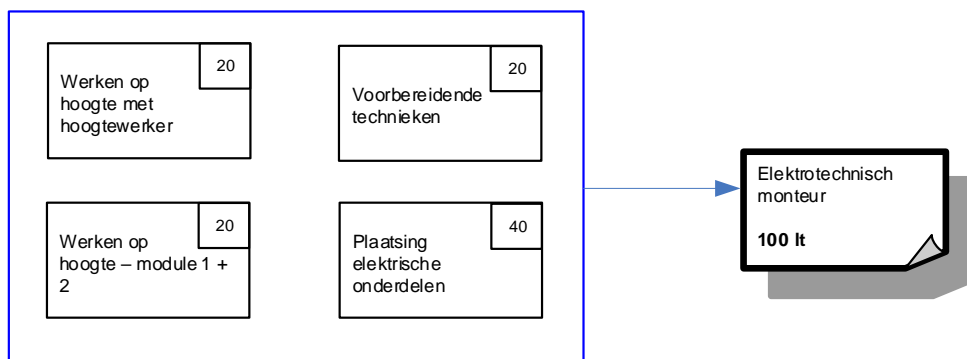 20
Werken op
hoogte met
hoogtewerker
20
Voorbereidende
technieken
20
Werken op
hoogte – module 1 +
2
40
Plaatsing
elektrische
onderdelen
Elektrotechnisch
monteur
100 lt